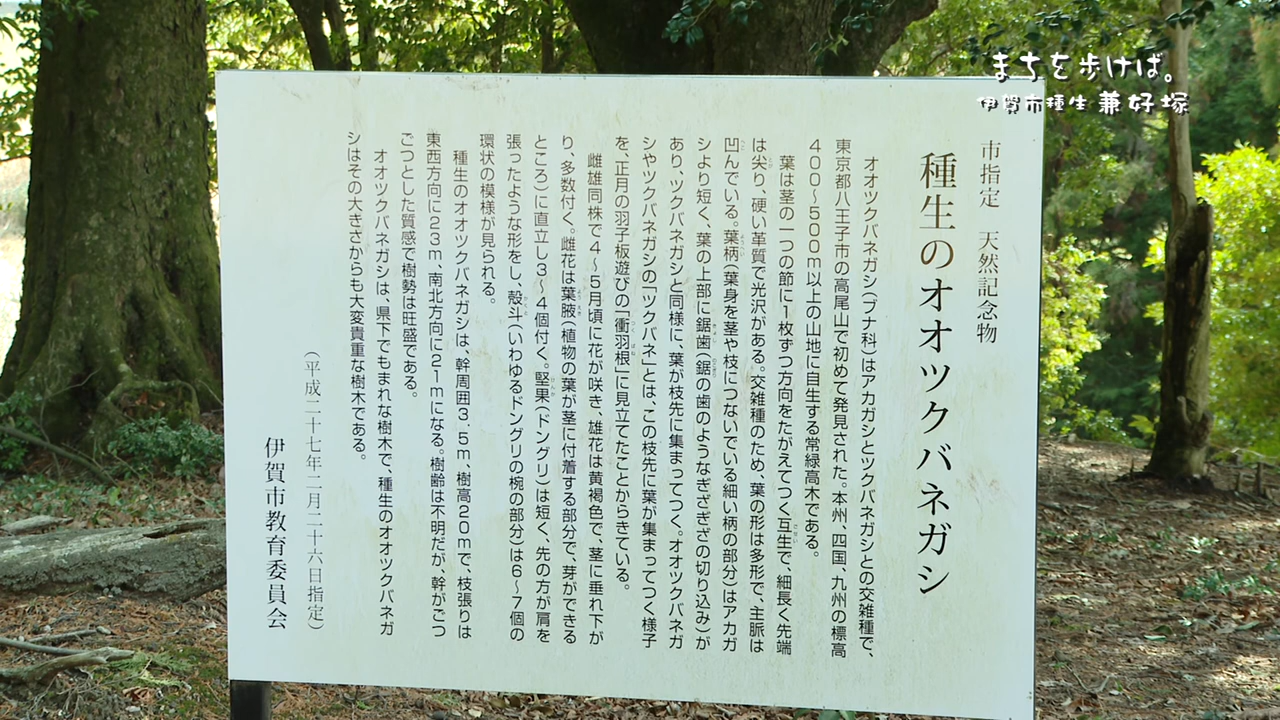 まちを歩けば。
伊賀市種生 兼好塚
市指定 天然記念物
種生のオオツクバネガシ
オオツクバネガシ(ブナ科)はアカガシとツクバネガシとの交雑種で、
東京都八王子市の高尾山で初めて発見された。本州、四国、九州の標高
400～500m以上の山地に自生する常緑高木である。
葉は茎の一つの節に1枚ずつ方向をたがえてつく互生で、細長く先端
は尖り、硬い革質で光沢がある。交雑種のため、葉の形は多形で、主脈は
凹んでいる。葉柄(葉身を茎や枝につないでいる細い柄の部分)はアカガ
シより短く、葉の上部に鋸歯(鋸の歯のようなぎざぎざの切り込み)が
あり、ツクバネガシと同様に、葉が枝先に集まってつく。オオツクバネガ
シやツクバネガシの「ツクバネ」とは、この枝先に葉が集まってつく様子
を、正月の羽子板遊びの「衝羽根」に見立てたことからきている。
雌雄同株で4～5月頃に花が咲き、雄花は黄褐色で、茎に垂れ下が
り、多数付く。雌花は葉腋(植物の葉が茎に付着する部分で、芽ができる
ところ)に直立し3～4個付く。堅果(ドングリ)は短く、先の方が肩を
張ったような形をし、殻斗(いわゆるドングリの椀の部分)は6～7個の
環状の模様が見られる。
種生のオオツクバネガシは、幹周囲3.5m、樹高20mで、枝張りは
東西方向に23m、南北方向に21mになる。樹齢は不明だが、幹がごつ
ごつとした質感で樹勢は旺盛である。
オオツクバネガシは、県下でもまれな樹木で、種生のオオツクバネガ
シはその大きさからも大変貴重な樹木である。
(平成二十七年二月二十六日指定)
伊賀市教育委員会